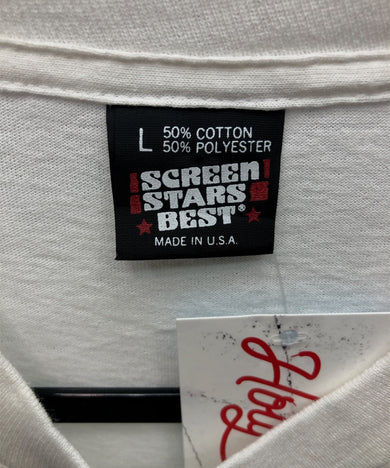 L 50% COTTON
50% POLYESTER
SCREEN
STARS
BEST®
MADE IN U.S.A.